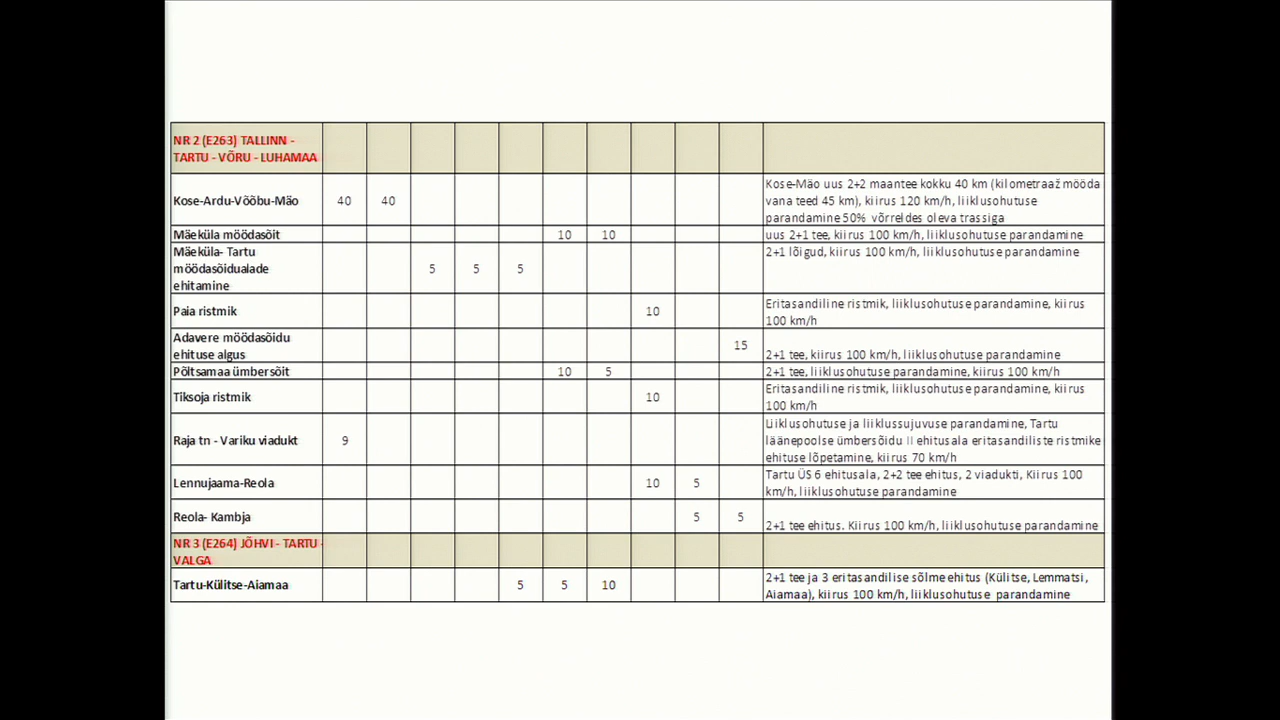 NR 2 (E263) TALLINN -
TARTU - VÕRU - LUHAMAA
Kose-Ardu-Võõbu-Mäo 40 40
Kose-Mäo uus 2+2 maantee kokku 40 km (kilometraaž mööda
vana teed 45 km), kiirus 120 km/h, liiklusohutuse
parandamine 50% võrreldes oleva trassiga
Mäeküla möödasõit 10 10 uus 2+1 tee, kiirus 100 km/h, liiklusohutuse parandamine
Mäeküla- Tartu
möödasõidualade
ehitamine
5 5 5
2+1 lõigud, kiirus 100 km/h, liiklusohutuse parandamine
Paia ristmik 10
Eritasandiline ristmik, liiklusohutuse parandamine, kiirus
100 km/h
Adavere möödasõidu
ehituse algus
15
2+1 tee, kiirus 100 km/h, liiklusohutuse parandamine
Põltsamaa ümbersõit 10 5 2+1 tee, liiklusohutuse parandamine, kiirus 100 km/h
Tiksoja ristmik 10
Eritasandiline ristmik, liiklusohutuse parandamine, kiirus
100 km/h
Raja tn - Variku viadukt 9
Liiklusohutuse ja liiklussujuvuse parandamine, Tartu
läänepoolse ümbersõidu II ehitusala eritasandiliste ristmike
ehituse lõpetamine, kiirus 70 km/h
Lennujaama-Reola 10 5
Tartu ÜS 6 ehitusala, 2+2 tee ehitus, 2 viadukti, Kiirus 100
km/h, liiklusohutuse parandamine
Reola- Kambja 5 5
2+1 tee ehitus. Kiirus 100 km/h, liiklusohutuse parandamine
NR 3 (E264) JÕHVI - TARTU -
VALGA
Tartu-Külitse-Aiamaa 5 5 10
2+1 tee ja 3 eritasandilise sõlme ehitus (Külitse, Lemmatsi,
Aiamaa), kiirus 100 km/h, liiklusohutuse parandamine